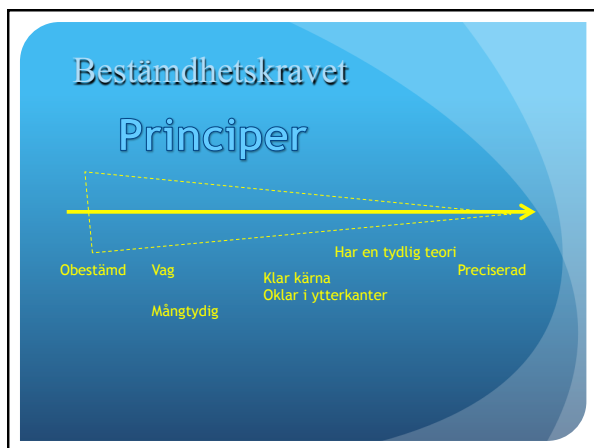 Bestämdhetskravet
Principer
Har en tydlig teori
Obestämd Vag Preciserad
Klar kärna
Oklar i ytterkanter
Mångtydig